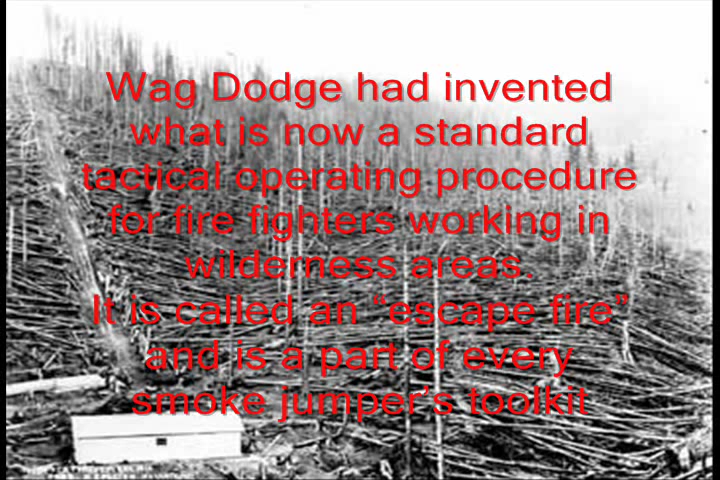 Wag Dodge had invented
what is now a standard
tactical operating procedure
for fire fighters working in
wilderness areas.
It is called an “escape fire”
and is a part of every
smoke jumper’s toolkit